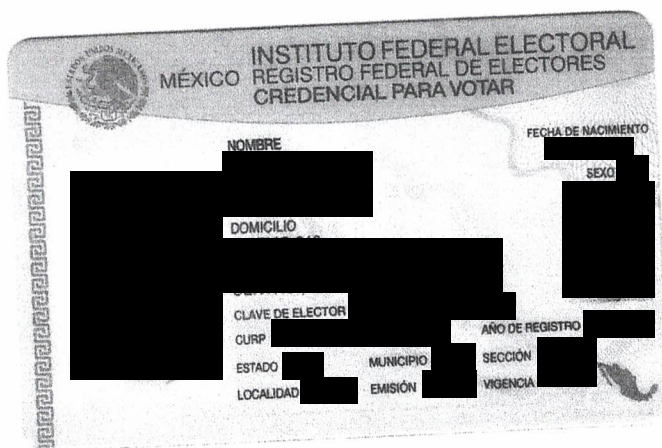 INSTITUTO FEDERAL ELECTORAL
MÉXICO REGISTRO FEDERAL DE ELECTORES
CREDENCIAL PARA VOTAR
NOMBRE
FECHA DE NACIMIENTO
SEXO
DOMICILIO
CLAVE DE ELECTOR
CURP
AÑO DE REGISTRO
ESTADO
MUNICIPIO
SECCIÓN
LOCALIDAD
EMISIÓN
VIGENCIA